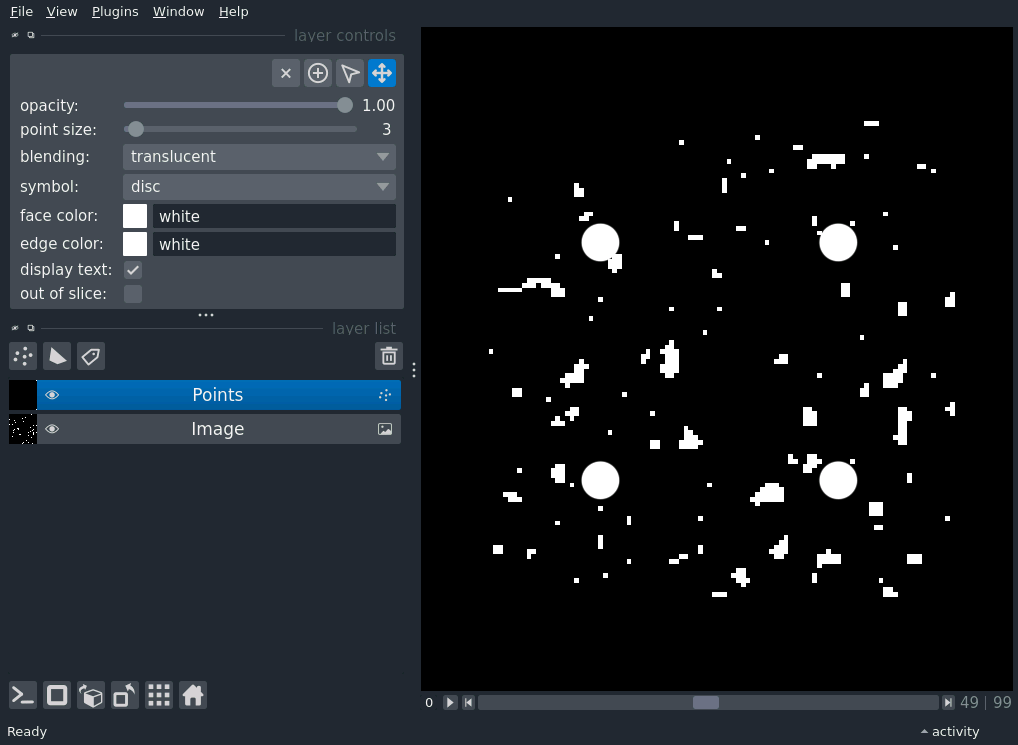 File View Plugins Window Help
layer controls
opacity: 1.00
point size: 3
blending: translucent
symbol: disc
face color: white
edge color: white
display text:
out of slice:
layer list
Points
Image
0 49 | 99
Ready activity